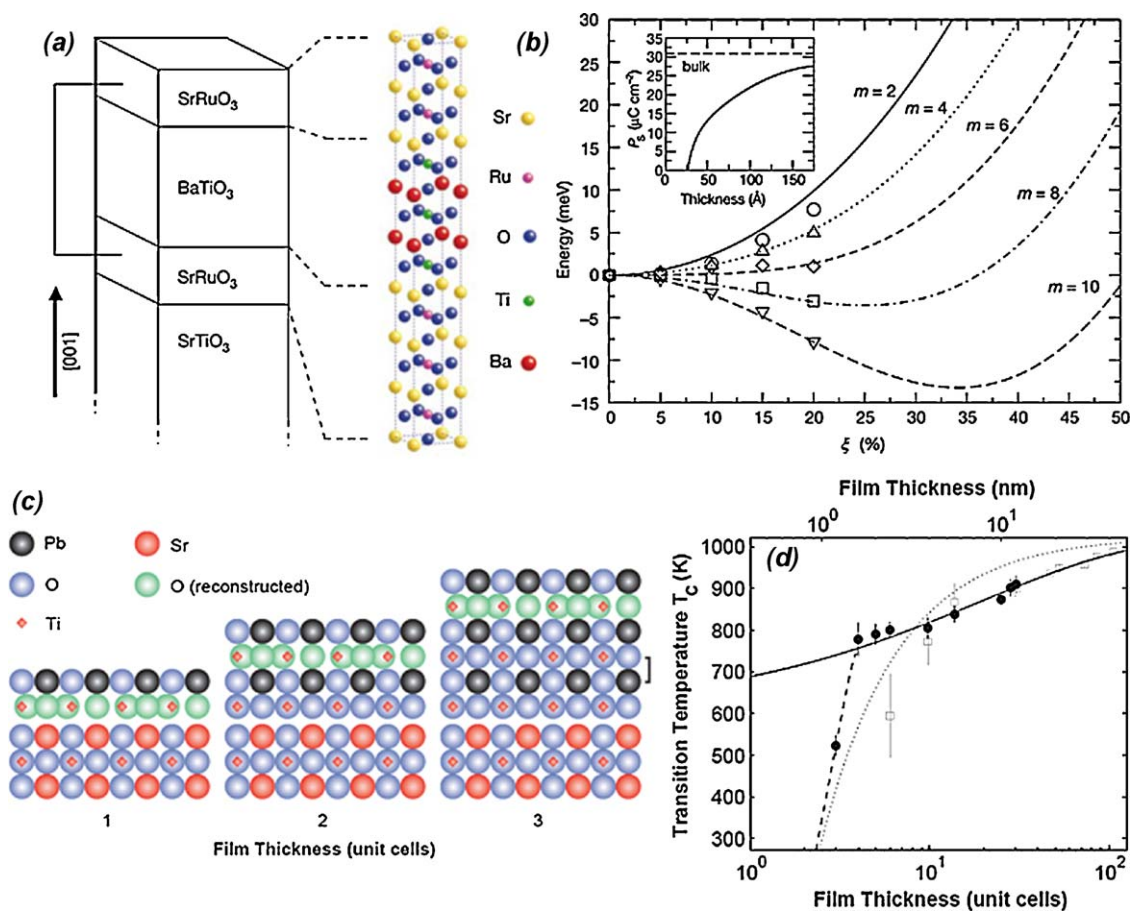 (a)
SrRuO3
BaTiO3
SrRuO3
SrTiO3
[001]
Sr
Ru
O
Ti
Ba
(b)
30
25
20
15
10
5
0
−5
−10
−15
Energy (meV)
35
30
25
20
15
10
5
0
Ps (μC cm−2)
bulk
50
100
150
Thickness (Å)
m = 2
m = 4
m = 6
m = 8
m = 10
0 5 10 15 20 25 30 35 40 45 50
ξ (%)
(c)
Pb
Sr
O
O (reconstructed)
Ti
1
2
3
Film Thickness (unit cells)
Film Thickness (nm)
10^0
10^1
(d)
1000
900
800
700
600
500
400
300
Transition Temperature TC (K)
10^0
10^1
10^2
Film Thickness (unit cells)